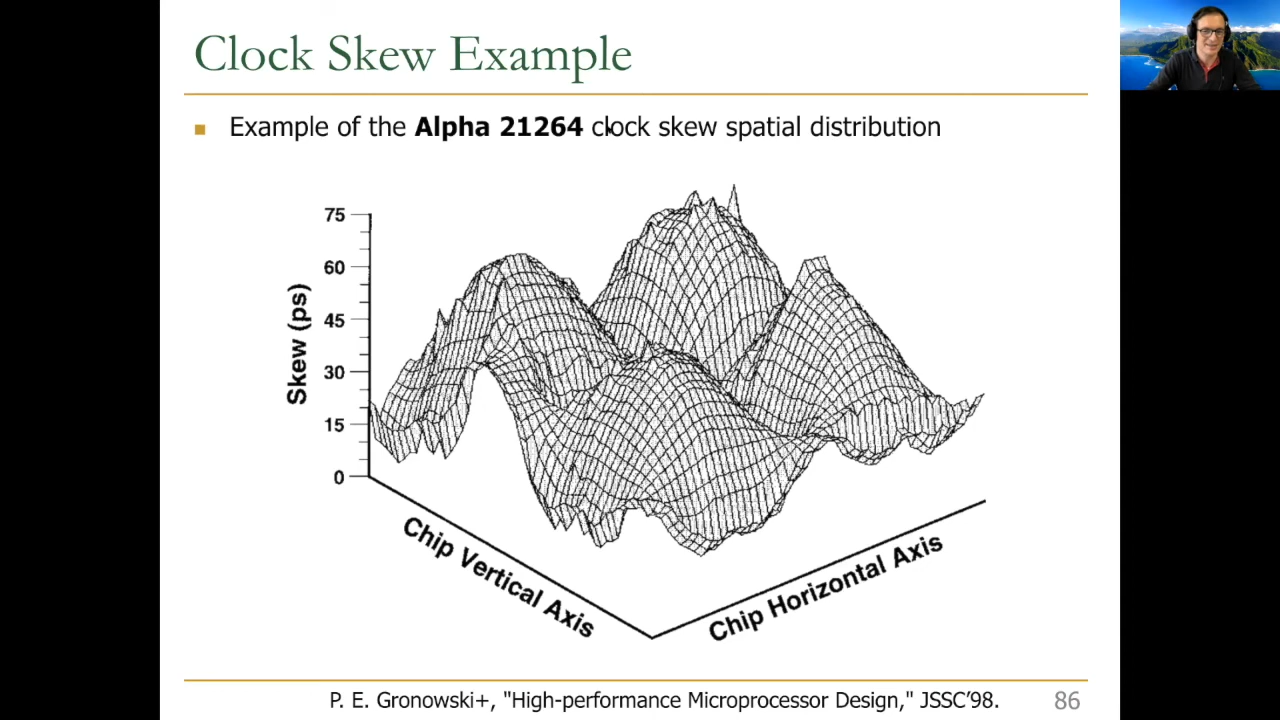 Clock Skew Example
Example of the Alpha 21264 clock skew spatial distribution
75
60
45
30
15
0
Skew (ps)
Chip Vertical Axis
Chip Horizontal Axis
P. E. Gronowski+, "High-performance Microprocessor Design," JSSC'98.
86